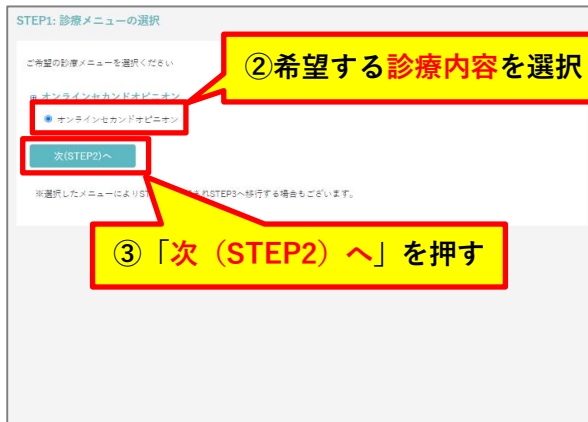 STEP1: 診療メニューの選択
ご希望の診療メニューを選択ください
②希望する診療内容を選択
オンラインセカンドオピニオン
オンラインセカンドオピニオン
次(STEP2)へ
※選択したメニューによりST されSTEP3へ移行する場合もございます。
③「次（STEP2）へ」を押す